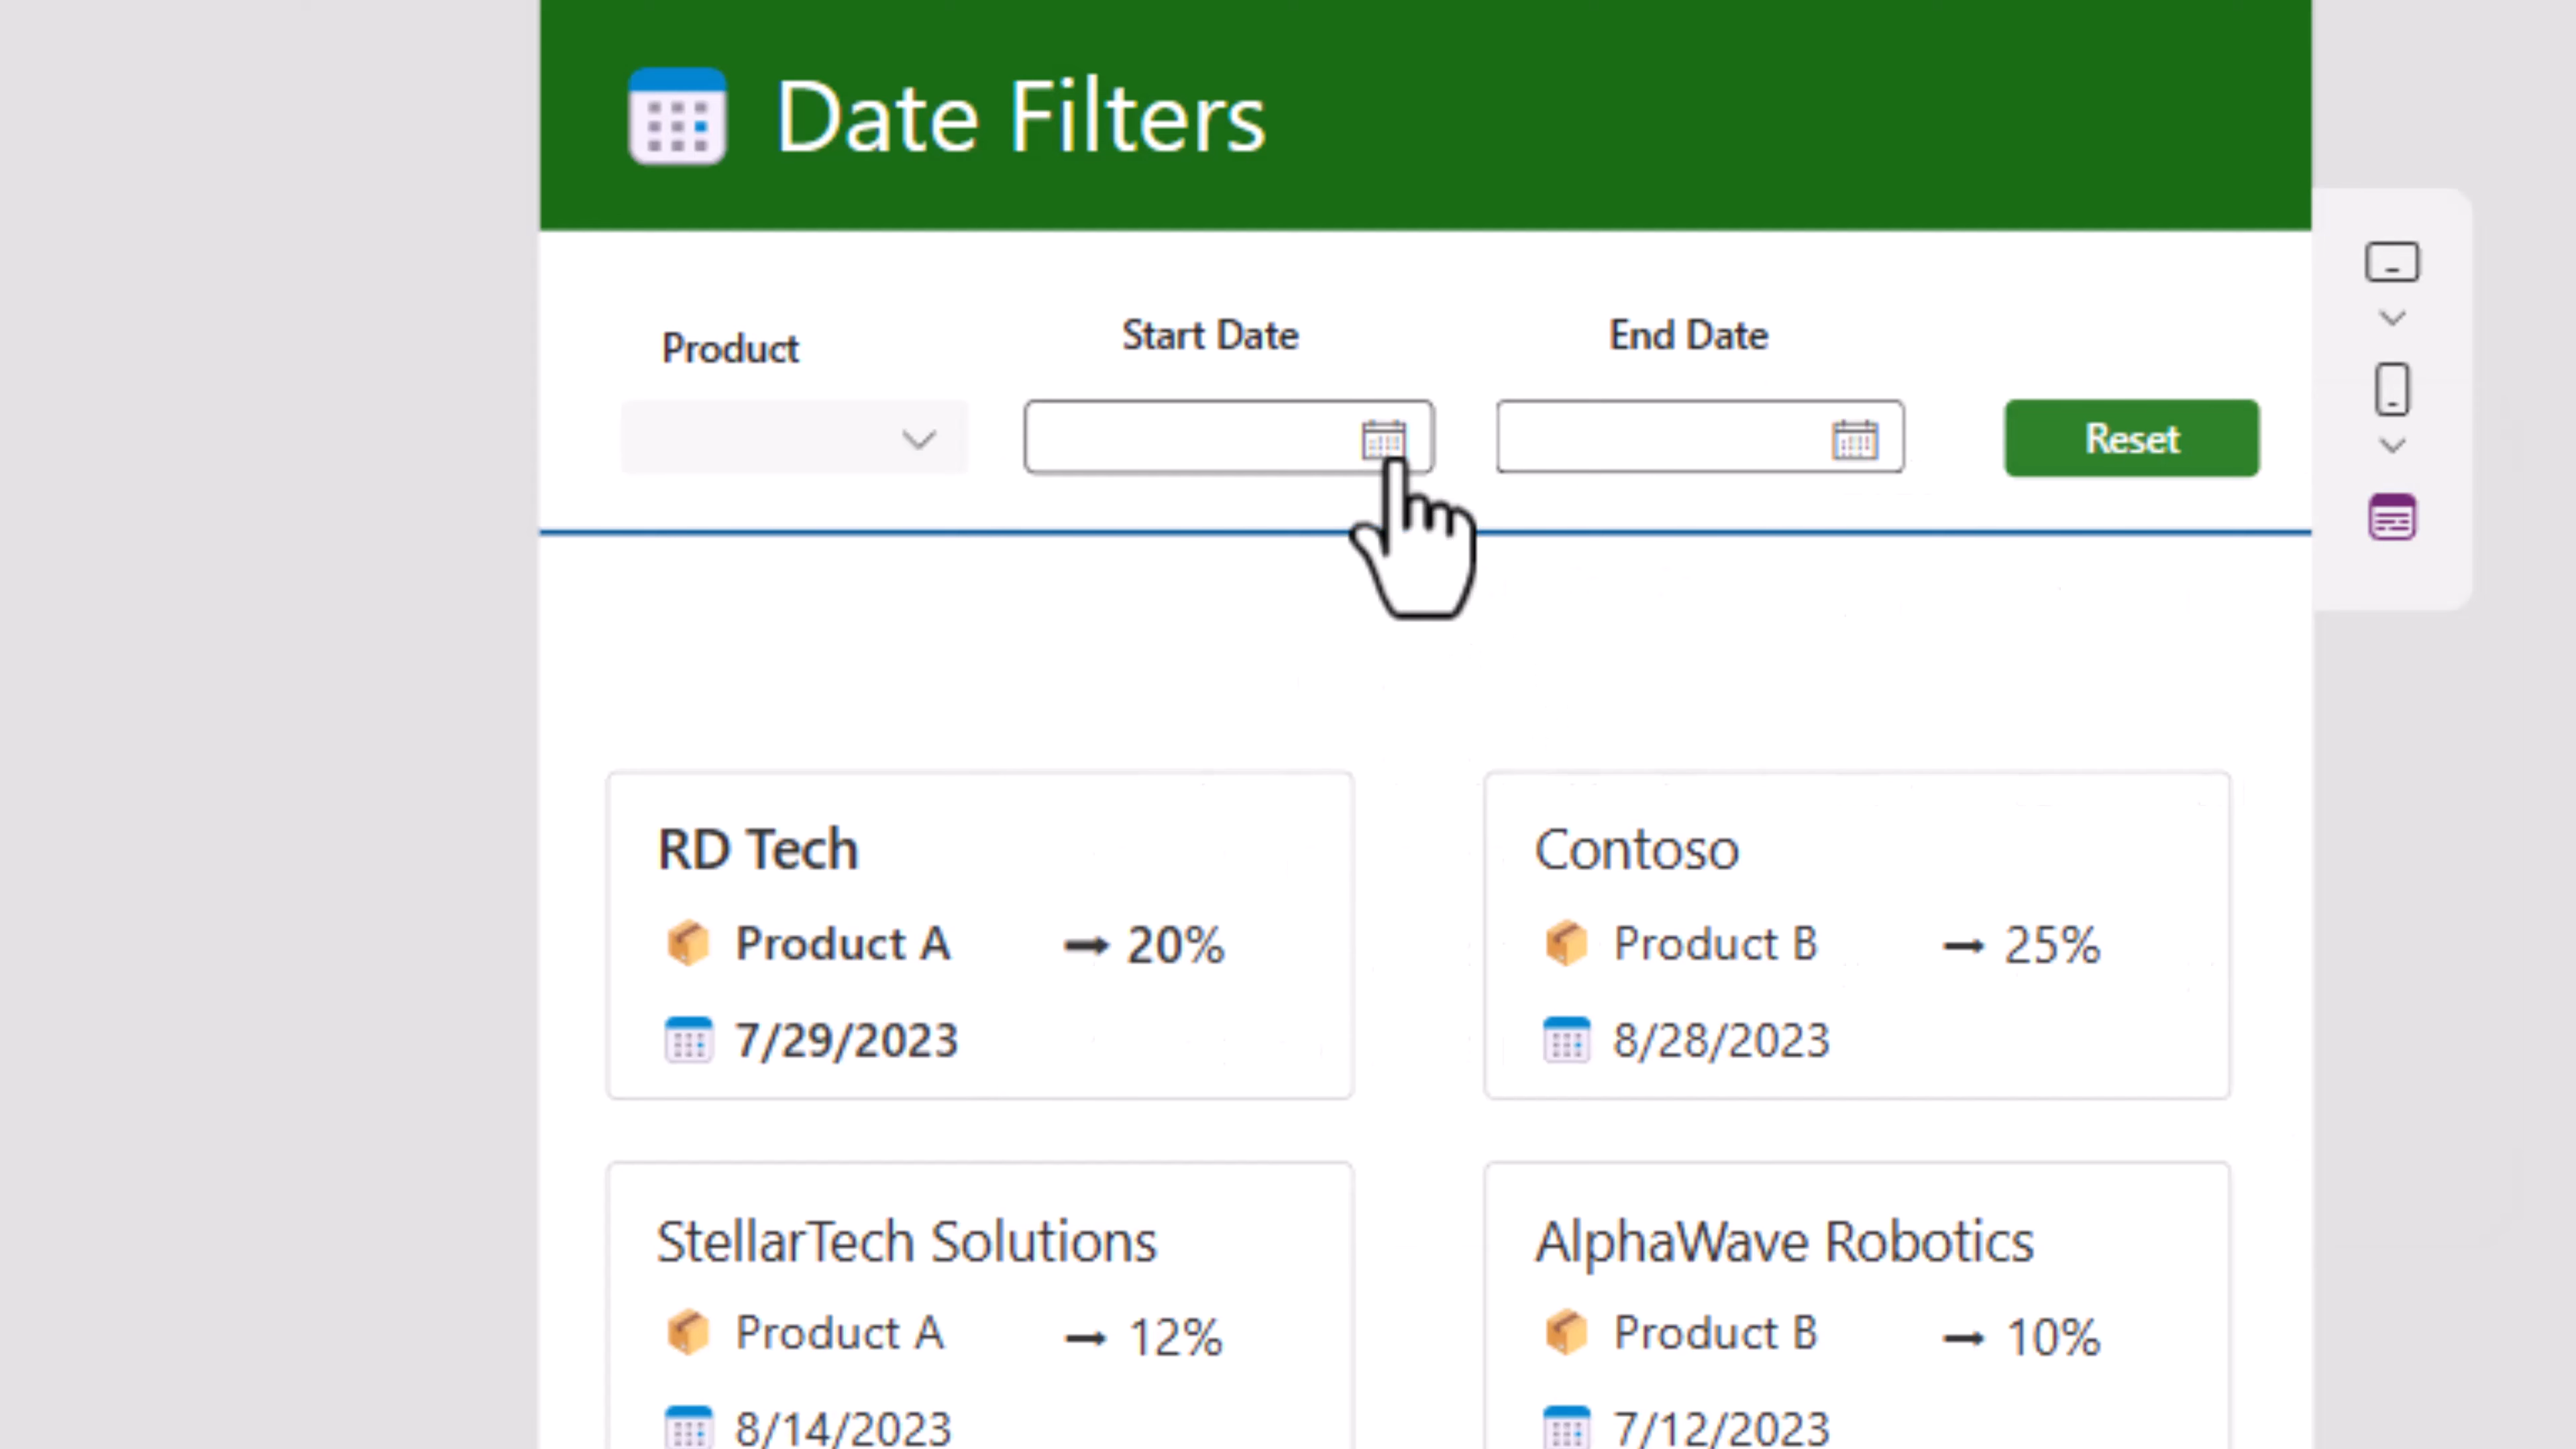 Date Filters
Product
Start Date
End Date
Reset
RD Tech
Product A
20%
7/29/2023
Contoso
Product B
25%
8/28/2023
StellarTech Solutions
Product A
12%
8/14/2023
AlphaWave Robotics
Product B
10%
7/12/2023